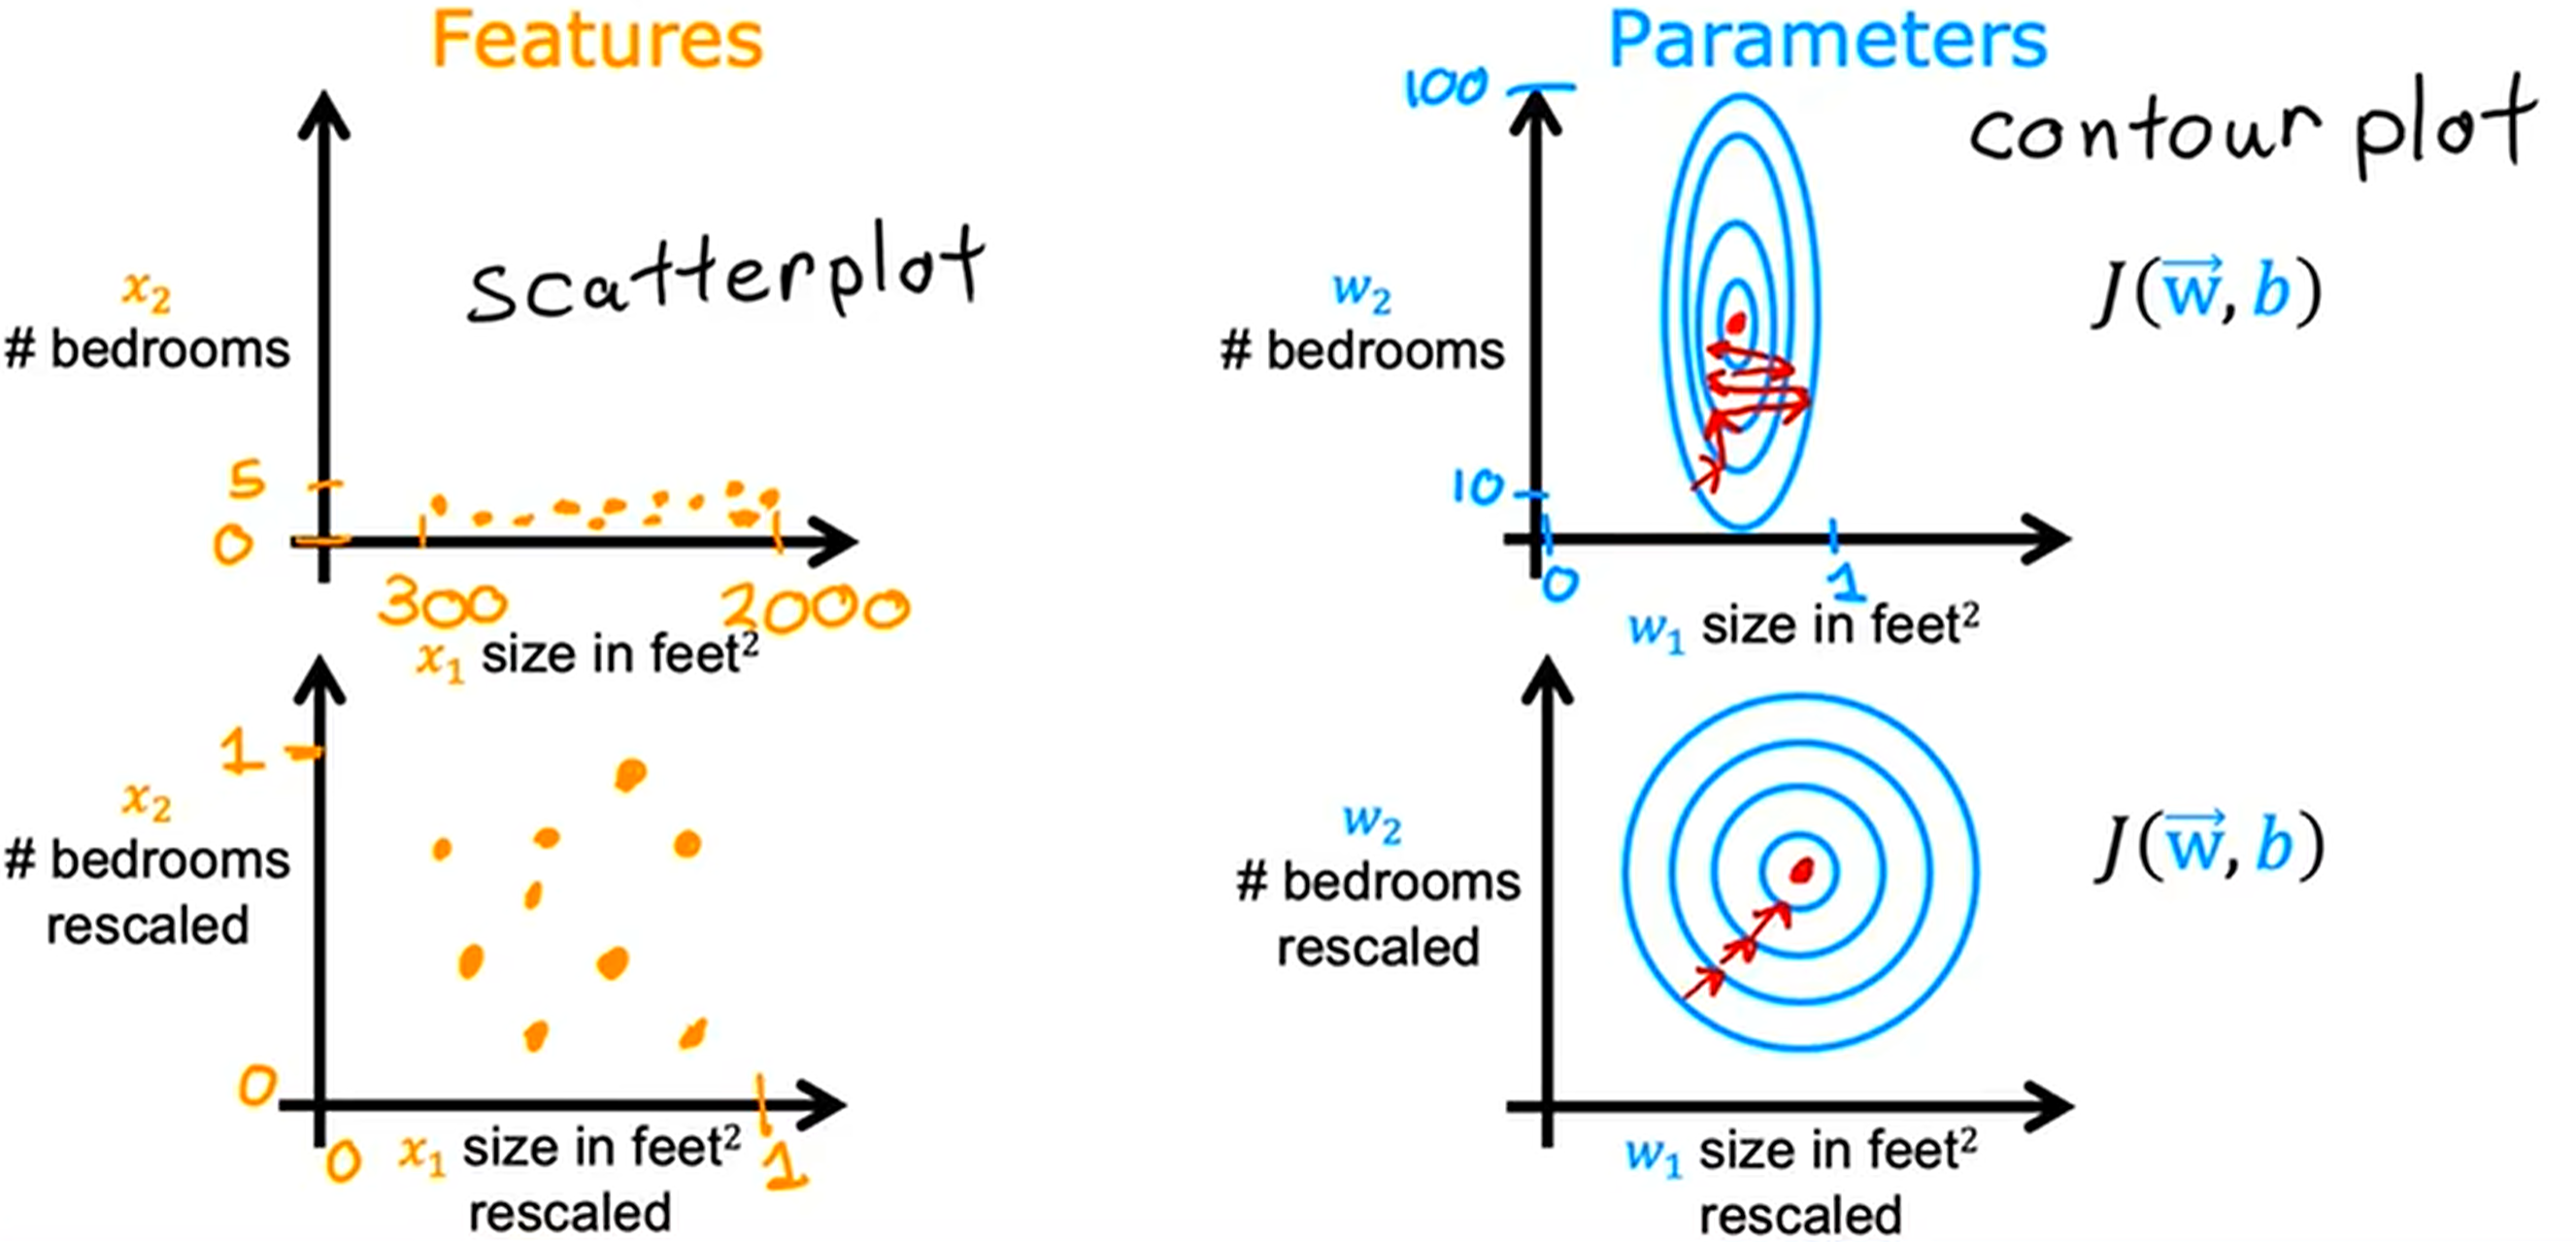 Features
scatterplot
x₂
# bedrooms
5
0
300
2000
x₁ size in feet²
1
x₂
# bedrooms
rescaled
0
0
x₁ size in feet²
1
rescaled
Parameters
100
contour plot
w₂
# bedrooms
J(w⃗, b)
10
0
1
w₁ size in feet²
w₂
# bedrooms
rescaled
J(w⃗, b)
w₁ size in feet²
rescaled